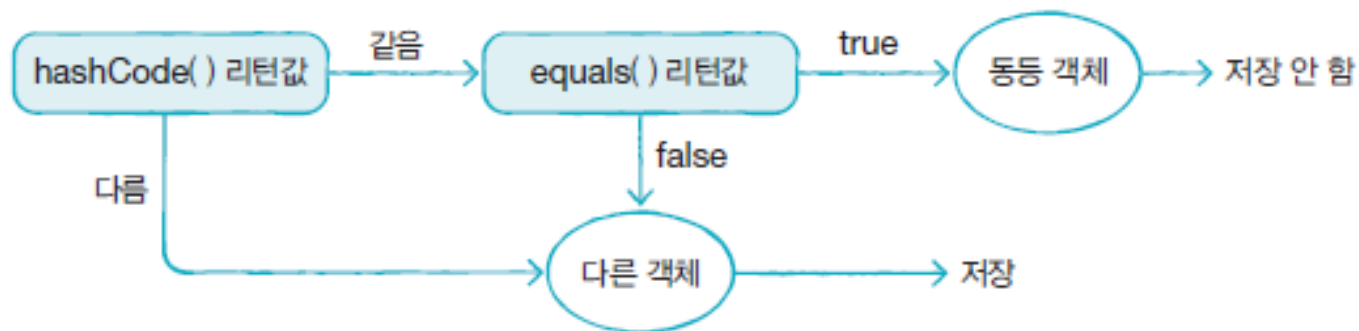 hashCode( ) 리턴값
같음
equals( ) 리턴값
true
동등 객체
저장 안 함
다름
false
다른 객체
저장